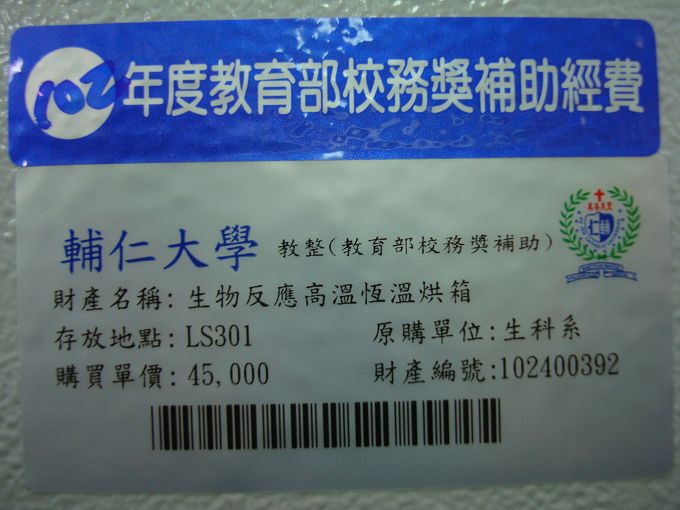 102年度教育部校務獎補助經費
輔仁大學 教整(教育部校務獎補助)
財產名稱: 生物反應高溫恆溫烘箱
存放地點: LS301 原購單位: 生科系
購買單價: 45,000 財產編號:102400392